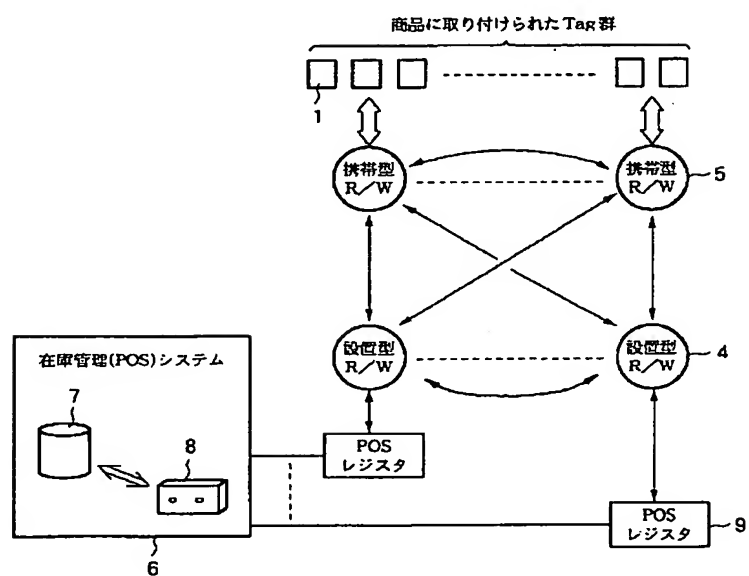 商品に取り付けられたTag群
1
携帯型
R／W
携帯型
R／W
5
設置型
R／W
設置型
R／W
4
在庫管理(POS)システム
7
8
6
POS
レジスタ
POS
レジスタ
9